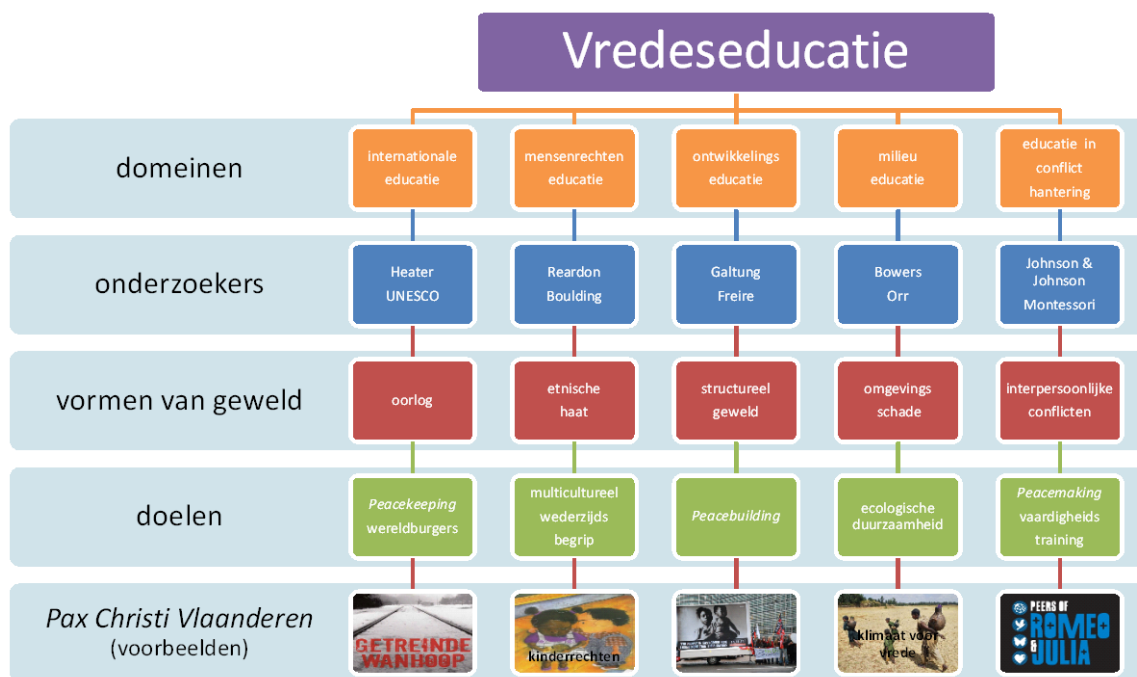 Vredeseducatie
domeinen
internationale
educatie
mensenrechten
educatie
ontwikkelings
educatie
milieu
educatie
educatie in
conflict
hantering
onderzoekers
Heater
UNESCO
Reardon
Boulding
Galtung
Freire
Bowers
Orr
Johnson &
Johnson
Montessori
vormen van geweld
oorlog
etnische
haat
structureel
geweld
omgevings
schade
interpersoonlijke
conflicten
doelen
Peacekeeping
wereldburgers
multicultureel
wederzijds
begrip
Peacebuilding
ecologische
duurzaamheid
Peacemaking
vaardigheids
training
Pax Christi Vlaanderen
(voorbeelden)
GETREINDE
WANHOOP
kinderrechten
klimaat voor
vrede
PEERS OF
ROMEO
&
JULIA